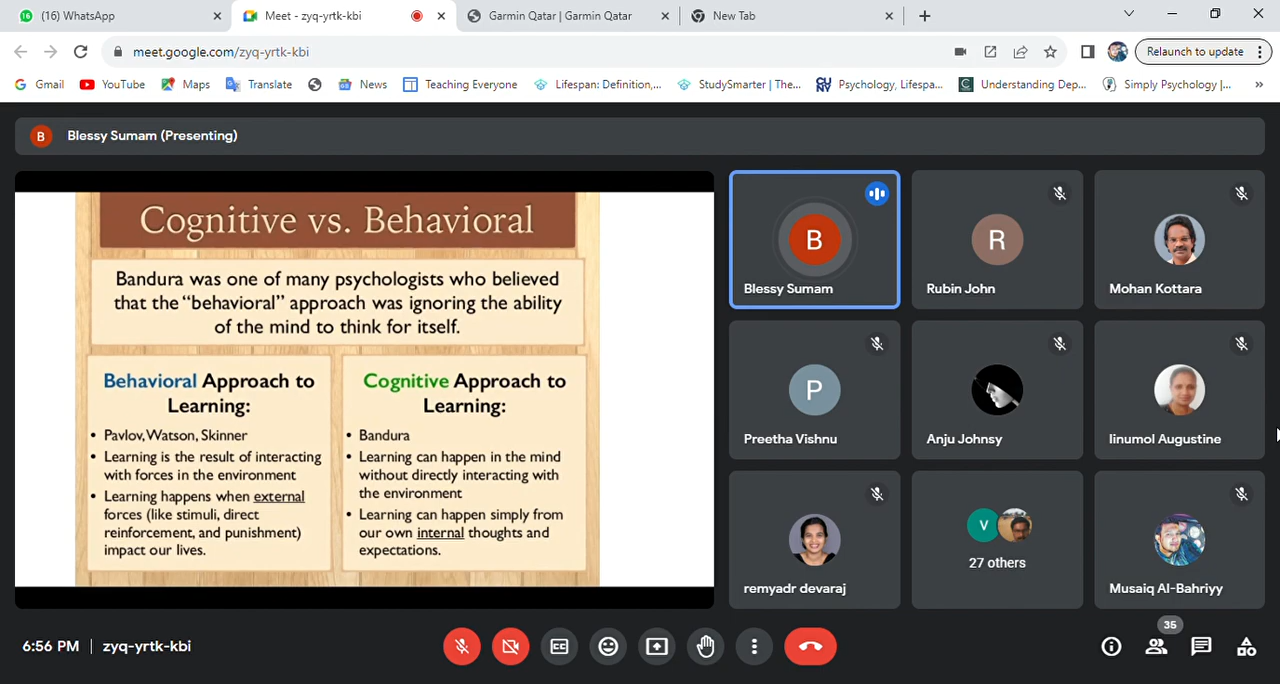 (16) WhatsApp
Meet - zyq-yrtk-kbi
Garmin Qatar | Garmin Qatar
New Tab
meet.google.com/zyq-yrtk-kbi
Relaunch to update
Gmail
YouTube
Maps
Translate
News
Teaching Everyone
Lifespan: Definition,...
StudySmarter | The...
Psychology, Lifespa...
Understanding Dep...
Simply Psychology |...
»
B
Blessy Sumam (Presenting)
Cognitive vs. Behavioral
Bandura was one of many psychologists who believed
that the “behavioral” approach was ignoring the ability
of the mind to think for itself.
Behavioral Approach to
Learning:
• Pavlov, Watson, Skinner
• Learning is the result of interacting
with forces in the environment
• Learning happens when external
forces (like stimuli, direct
reinforcement, and punishment)
impact our lives.
Cognitive Approach to
Learning:
• Bandura
• Learning can happen in the mind
without directly interacting with
the environment
• Learning can happen simply from
our own internal thoughts and
expectations.
B
Blessy Sumam
R
Rubin John
Mohan Kottara
P
Preetha Vishnu
Anju Johnsy
linumol Augustine
remyadr devaraj
V
27 others
Musaiq Al-Bahriyy
6:56 PM | zyq-yrtk-kbi
35